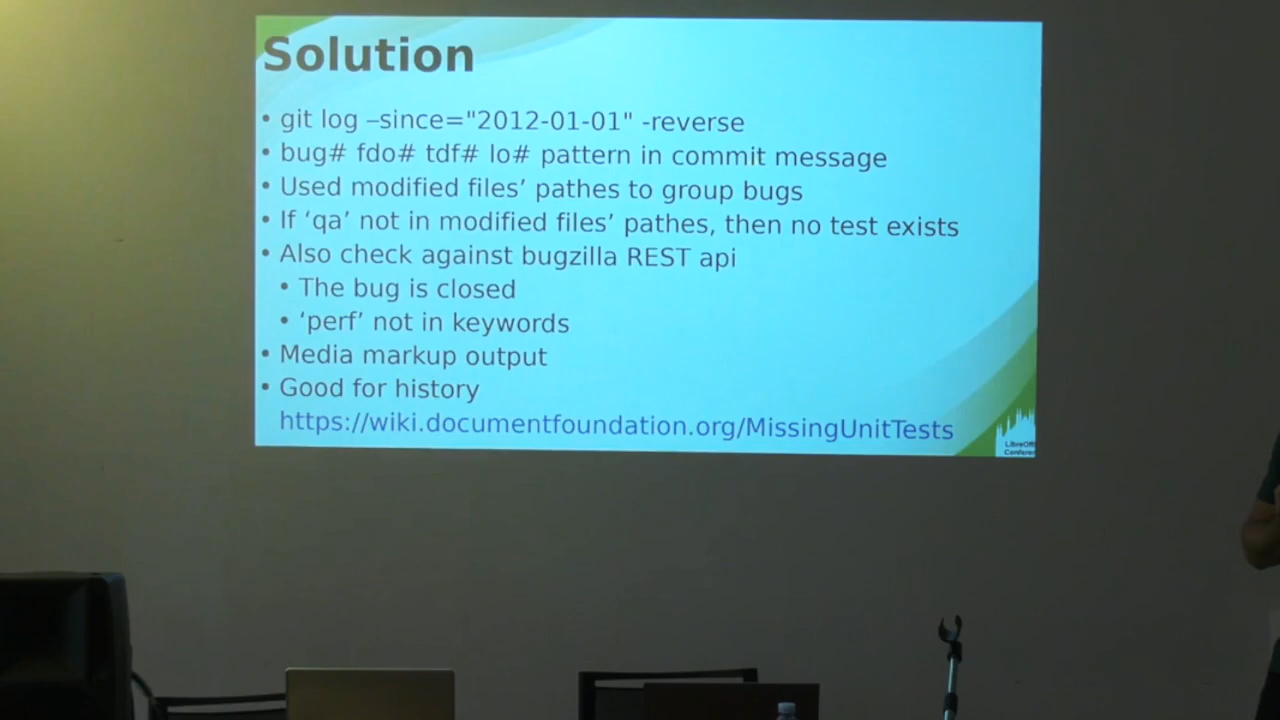 Solution
• git log –since="2012-01-01" -reverse
• bug# fdo# tdf# lo# pattern in commit message
• Used modified files’ pathes to group bugs
• If ‘qa’ not in modified files’ pathes, then no test exists
• Also check against bugzilla REST api
• The bug is closed
• ‘perf’ not in keywords
• Media markup output
• Good for history
https://wiki.documentfoundation.org/MissingUnitTests